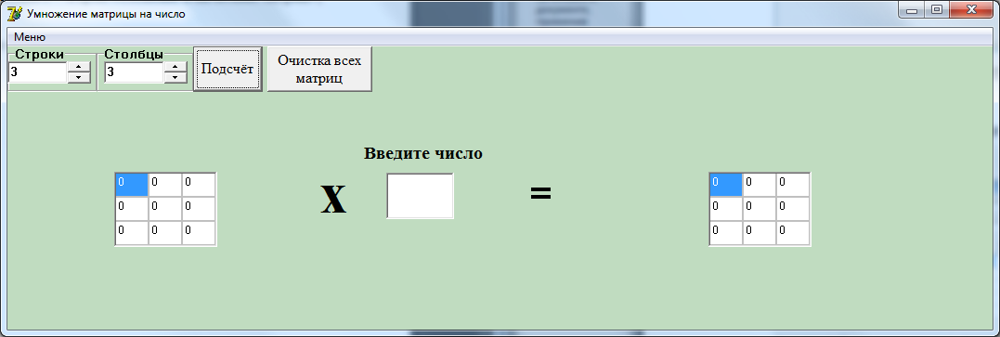 Умножение матрицы на число
Меню
Строки
Столбцы
3
3
Подсчёт
Очистка всех
матриц
Введите число
0 0 0
0 0 0
0 0 0
X
=
0 0 0
0 0 0
0 0 0